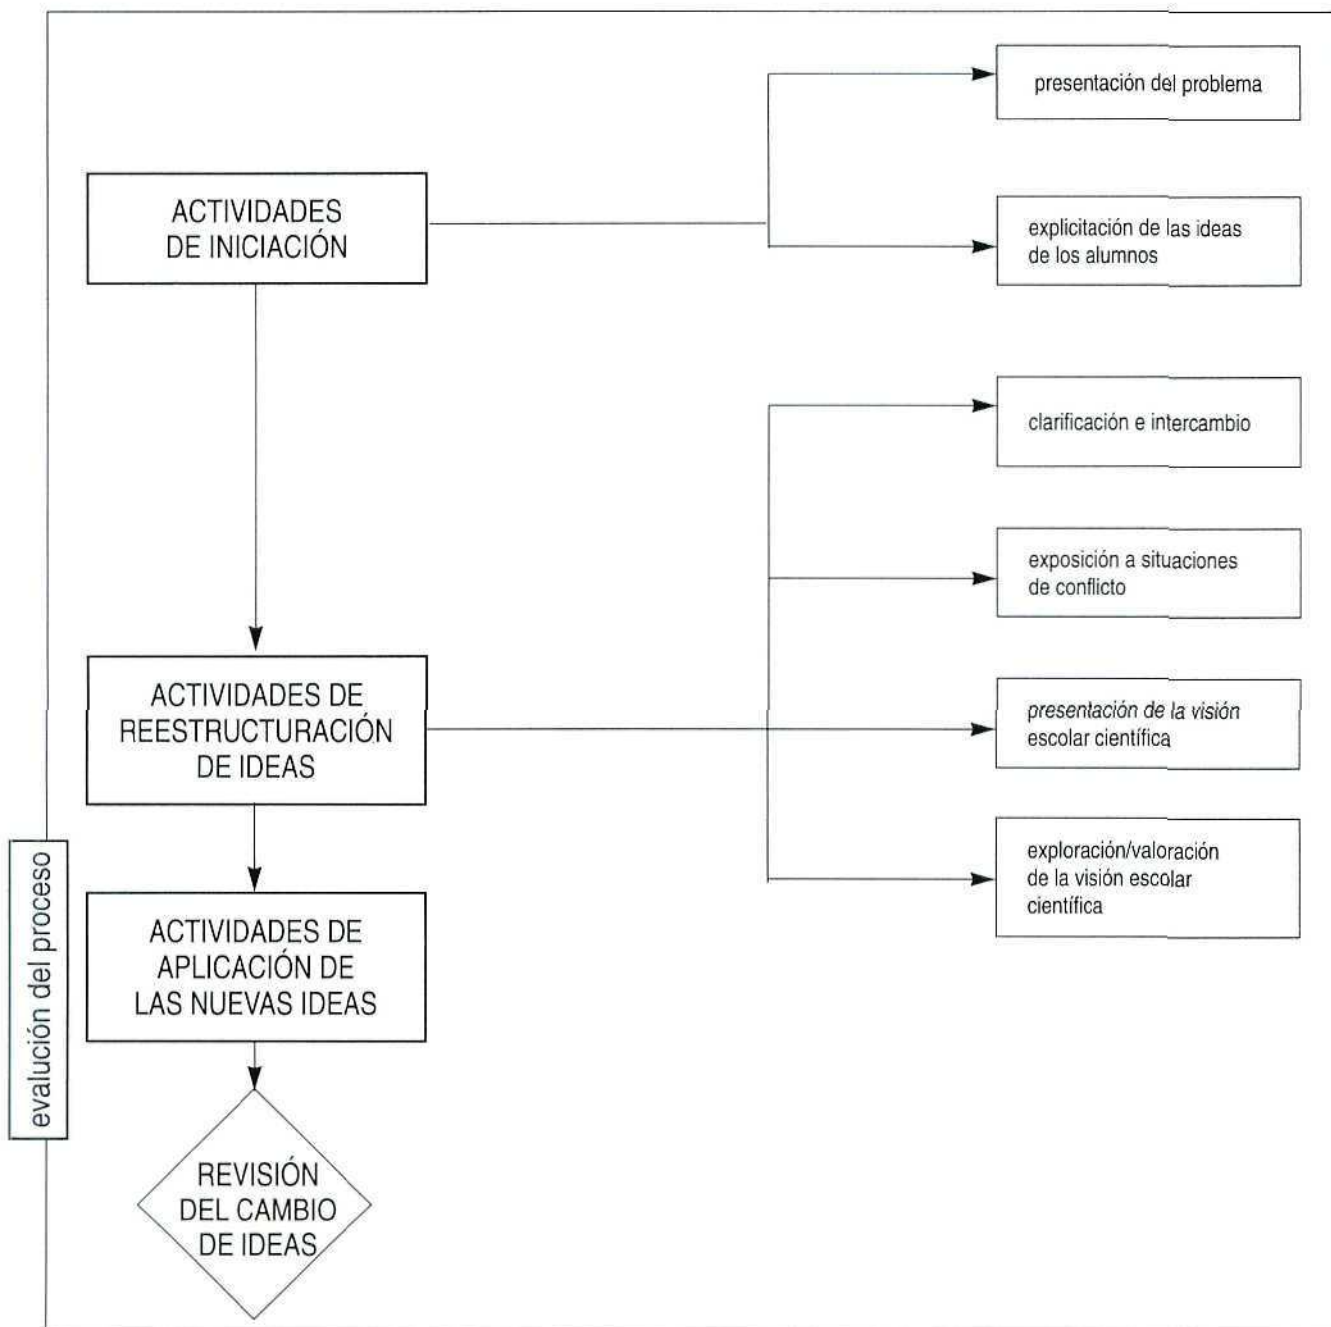 presentación del problema
ACTIVIDADES
DE INICIACIÓN
explicitación de las ideas
de los alumnos
clarificación e intercambio
exposición a situaciones
de conflicto
ACTIVIDADES DE
REESTRUCTURACIÓN
DE IDEAS
presentación de la visión
escolar científica
exploración/valoración
de la visión escolar
científica
ACTIVIDADES DE
APLICACIÓN DE
LAS NUEVAS IDEAS
evalución del proceso
REVISIÓN
DEL CAMBIO
DE IDEAS